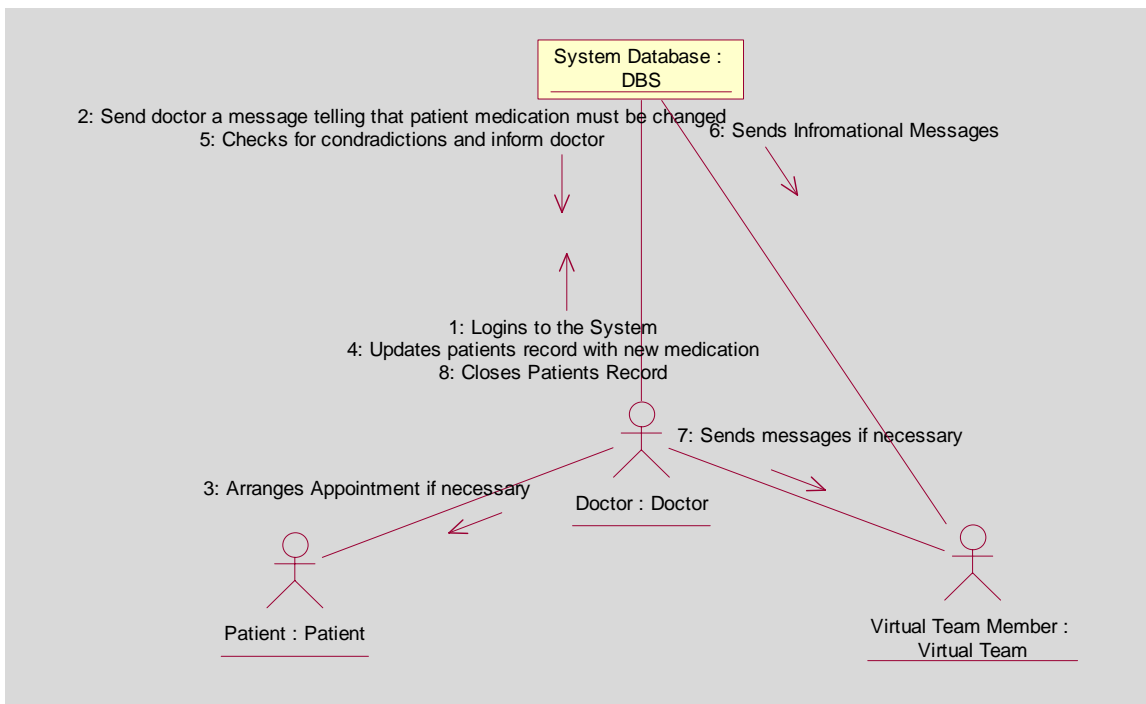 System Database :
DBS
2: Send doctor a message telling that patient medication must be changed
5: Checks for condradictions and inform doctor
6: Sends Infromational Messages
1: Logins to the System
4: Updates patients record with new medication
8: Closes Patients Record
7: Sends messages if necessary
3: Arranges Appointment if necessary
Doctor : Doctor
Patient : Patient
Virtual Team Member :
Virtual Team